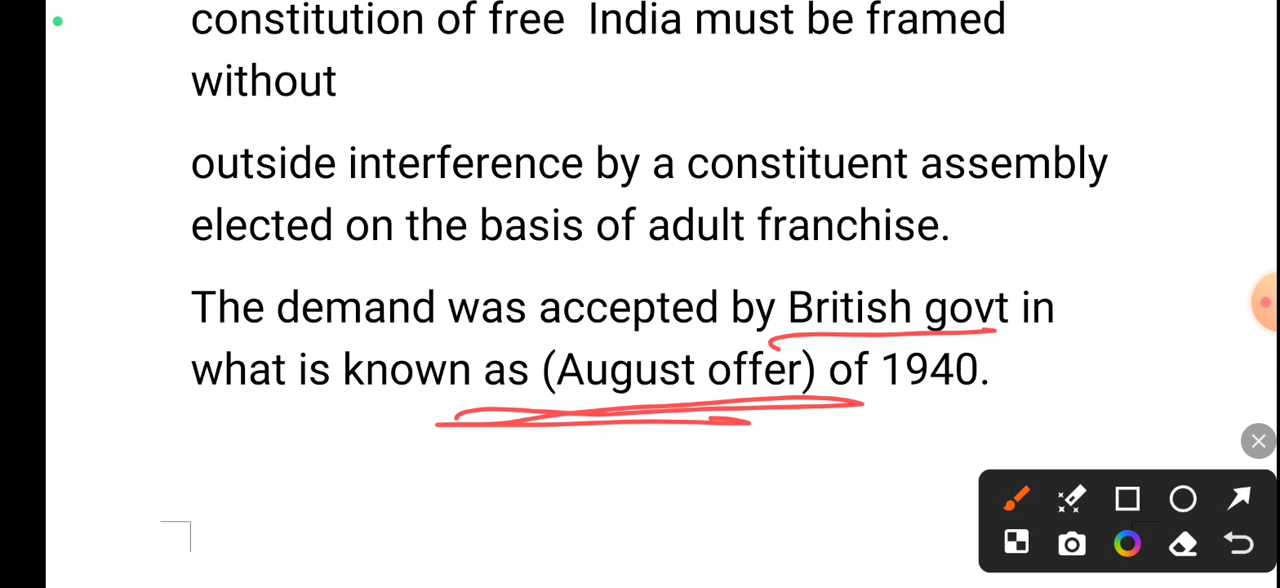 constitution of free  India must be framed
without
outside interference by a constituent assembly
elected on the basis of adult franchise.
The demand was accepted by British govt in
what is known as (August offer) of 1940.